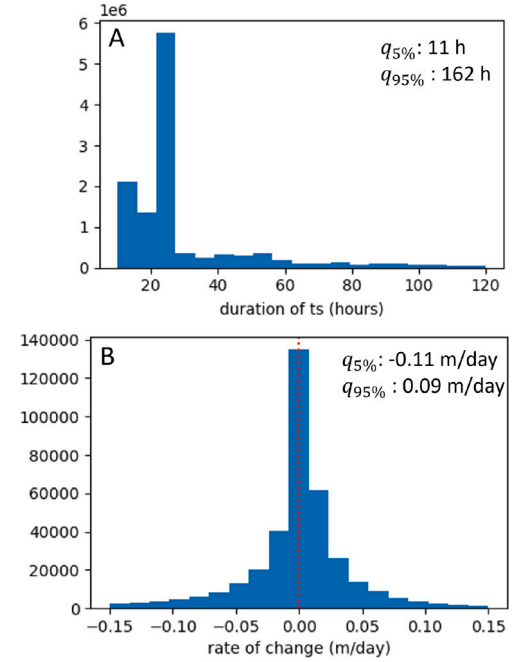 1e6
A
q5%: 11 h
q95% : 162 h
6
5
4
3
2
1
0
20 40 60 80 100 120
duration of ts (hours)
B
q5%: -0.11 m/day
q95% : 0.09 m/day
140000
120000
100000
80000
60000
40000
20000
0
−0.15 −0.10 −0.05 0.00 0.05 0.10 0.15
rate of change (m/day)